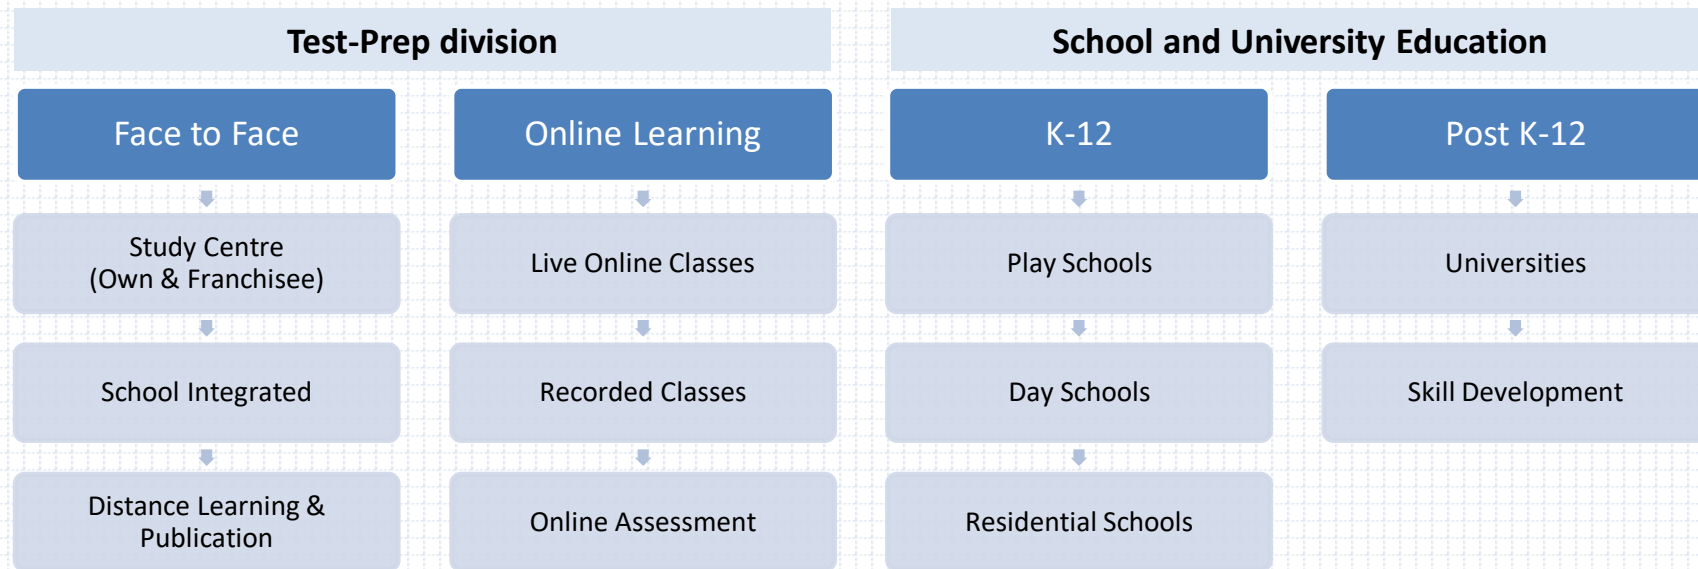 Test-Prep division
School and University Education
Face to Face
Online Learning
K-12
Post K-12
Study Centre
(Own & Franchisee)
Live Online Classes
Play Schools
Universities
School Integrated
Recorded Classes
Day Schools
Skill Development
Distance Learning &
Publication
Online Assessment
Residential Schools